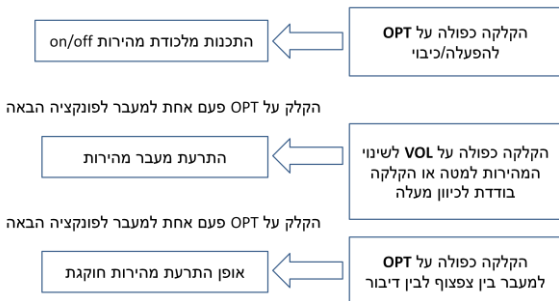 הקלקה כפולה על OPT
להפעלה/כיבוי
התכנות מלכודת מהירות on/off
הקלק על OPT פעם אחת למעבר לפונקציה הבאה
הקלקה כפולה על VOL לשינוי
המהירות למטה או הקלקה
בודדת לכיוון מעלה
התרעת מעבר מהירות
הקלק על OPT פעם אחת למעבר לפונקציה הבאה
הקלקה כפולה על OPT
למעבר בין צפצוף לבין דיבור
אופן התרעת מהירות חוקגת